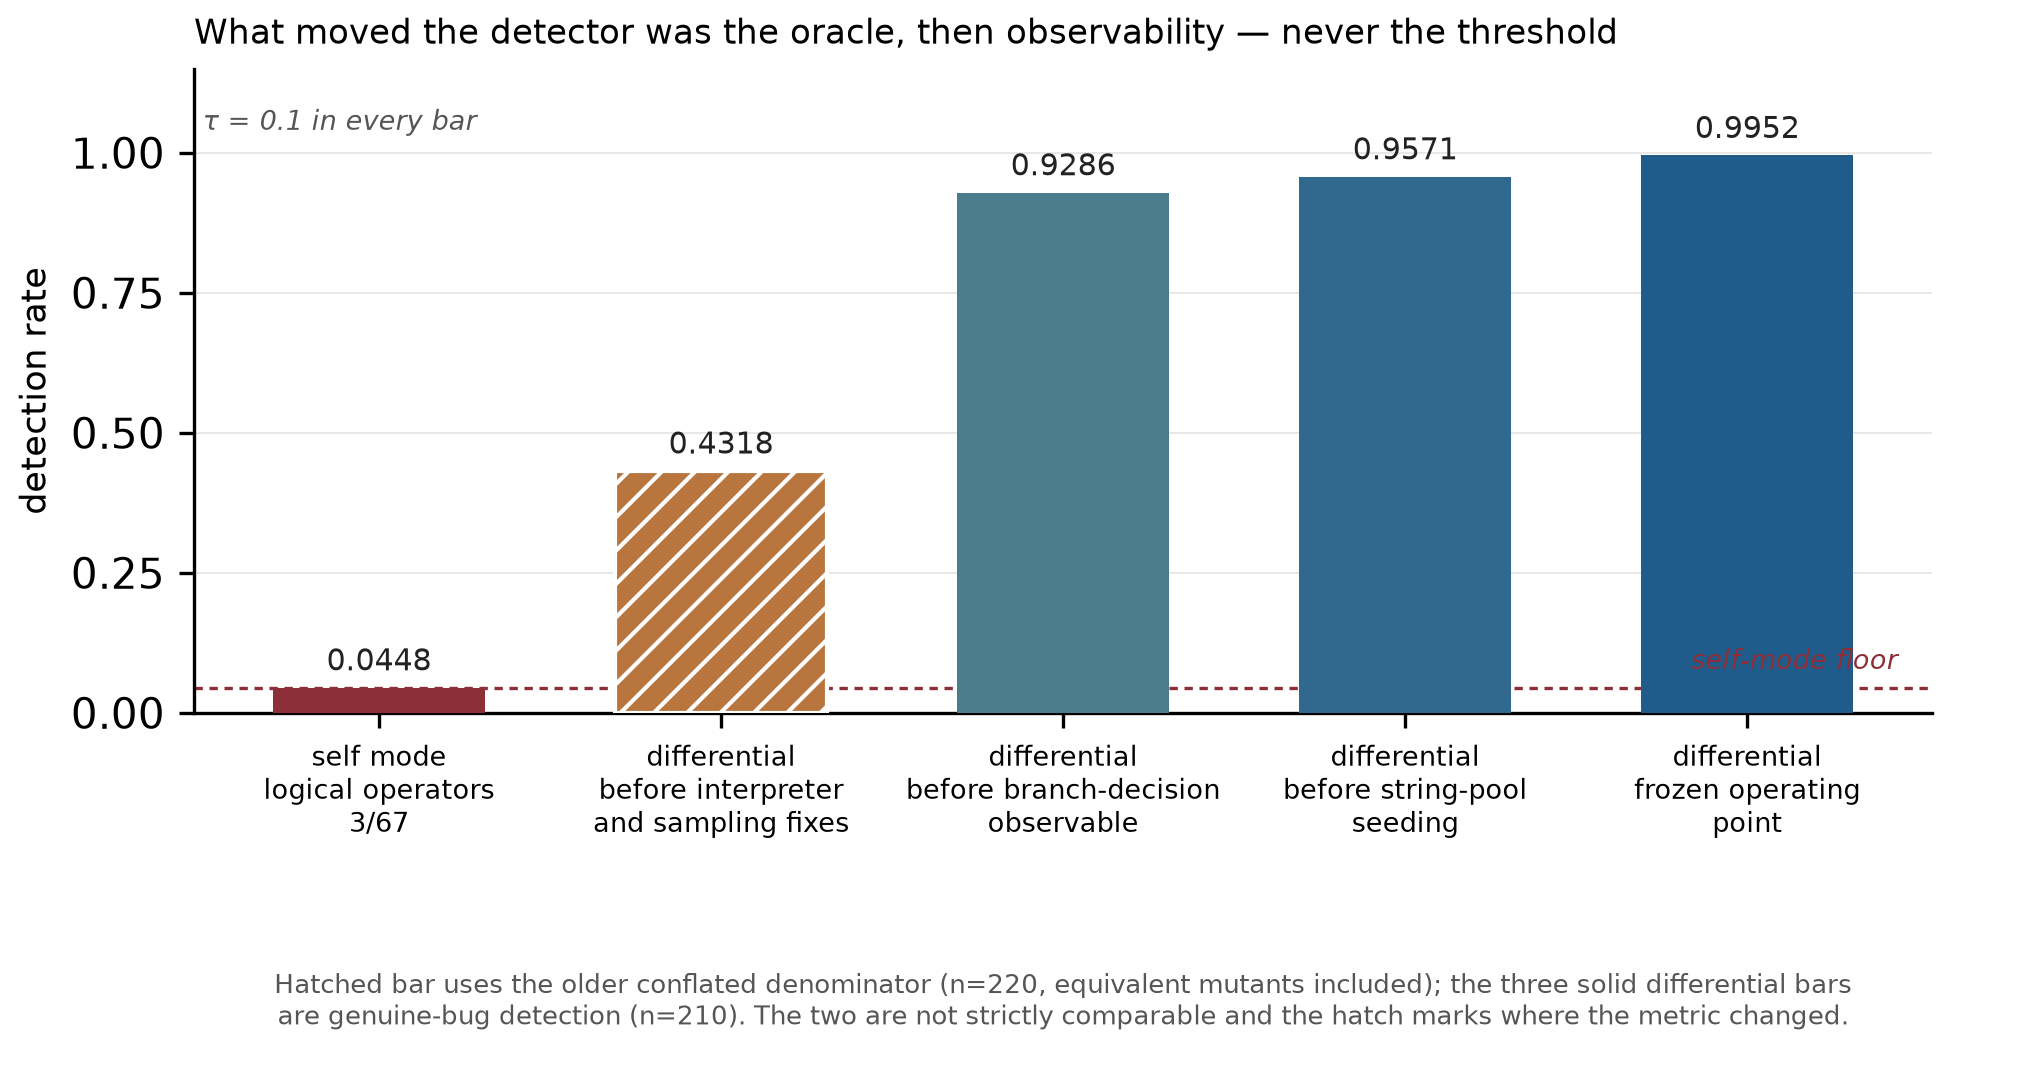 What moved the detector was the oracle, then observability — never the threshold
τ = 0.1 in every bar
detection rate
1.00
0.75
0.50
0.25
0.00
0.0448
0.4318
0.9286
0.9571
0.9952
self-mode floor
self mode
logical operators
3/67
differential
before interpreter
and sampling fixes
differential
before branch-decision
observable
differential
before string-pool
seeding
differential
frozen operating
point
Hatched bar uses the older conflated denominator (n=220, equivalent mutants included); the three solid differential bars
are genuine-bug detection (n=210). The two are not strictly comparable and the hatch marks where the metric changed.